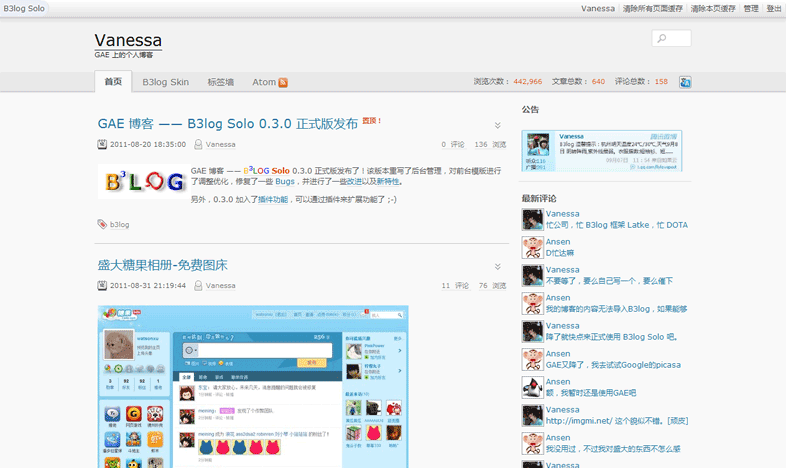 B3log Solo
Vanessa 清除所有页面缓存 清除本页缓存 管理 登出
Vanessa
GAE 上的个人博客
首页 B3log Skin 标签墙 Atom
浏览次数： 442,966 文章总数： 640 评论总数： 158
GAE 博客 —— B3log Solo 0.3.0 正式版发布 置顶！
2011-08-20 18:35:00 Vanessa
0 评论 136 浏览
B3LOG
GAE 博客 —— B3LOG Solo 0.3.0 正式版发布了！该版本重写了后台管理，对前台模版进行
了调整优化，修复了一些 Bugs，并进行了一些改进以及新特性。
另外，0.3.0 加入了插件功能，可以通过插件来扩展功能了 ;-)
b3log
盛大糖果相册-免费图床
2011-08-31 21:19:44 Vanessa
11 评论 76 浏览
公告
Vanessa
最新评论
Vanessa
忙公司，忙 B3log 框架 Latke，忙 DOTA
Ansen
D忙达嘛
Vanessa
不要等了，要么自己写一个，要么催下
Ansen
我的博客的内容无法导入B3log，如果能够
Vanessa
降了就快点来正式使用 B3log Solo 吧。
Ansen
GAE又降了，我去试试Google的picasa
Ansen
额，我暂时还是使用GAE吧
Vanessa
http://imgmi.net/ 这个貌似不错。[顽皮]
Ansen
我没用过，不过我对盛大的东西不怎么感
Vanessa